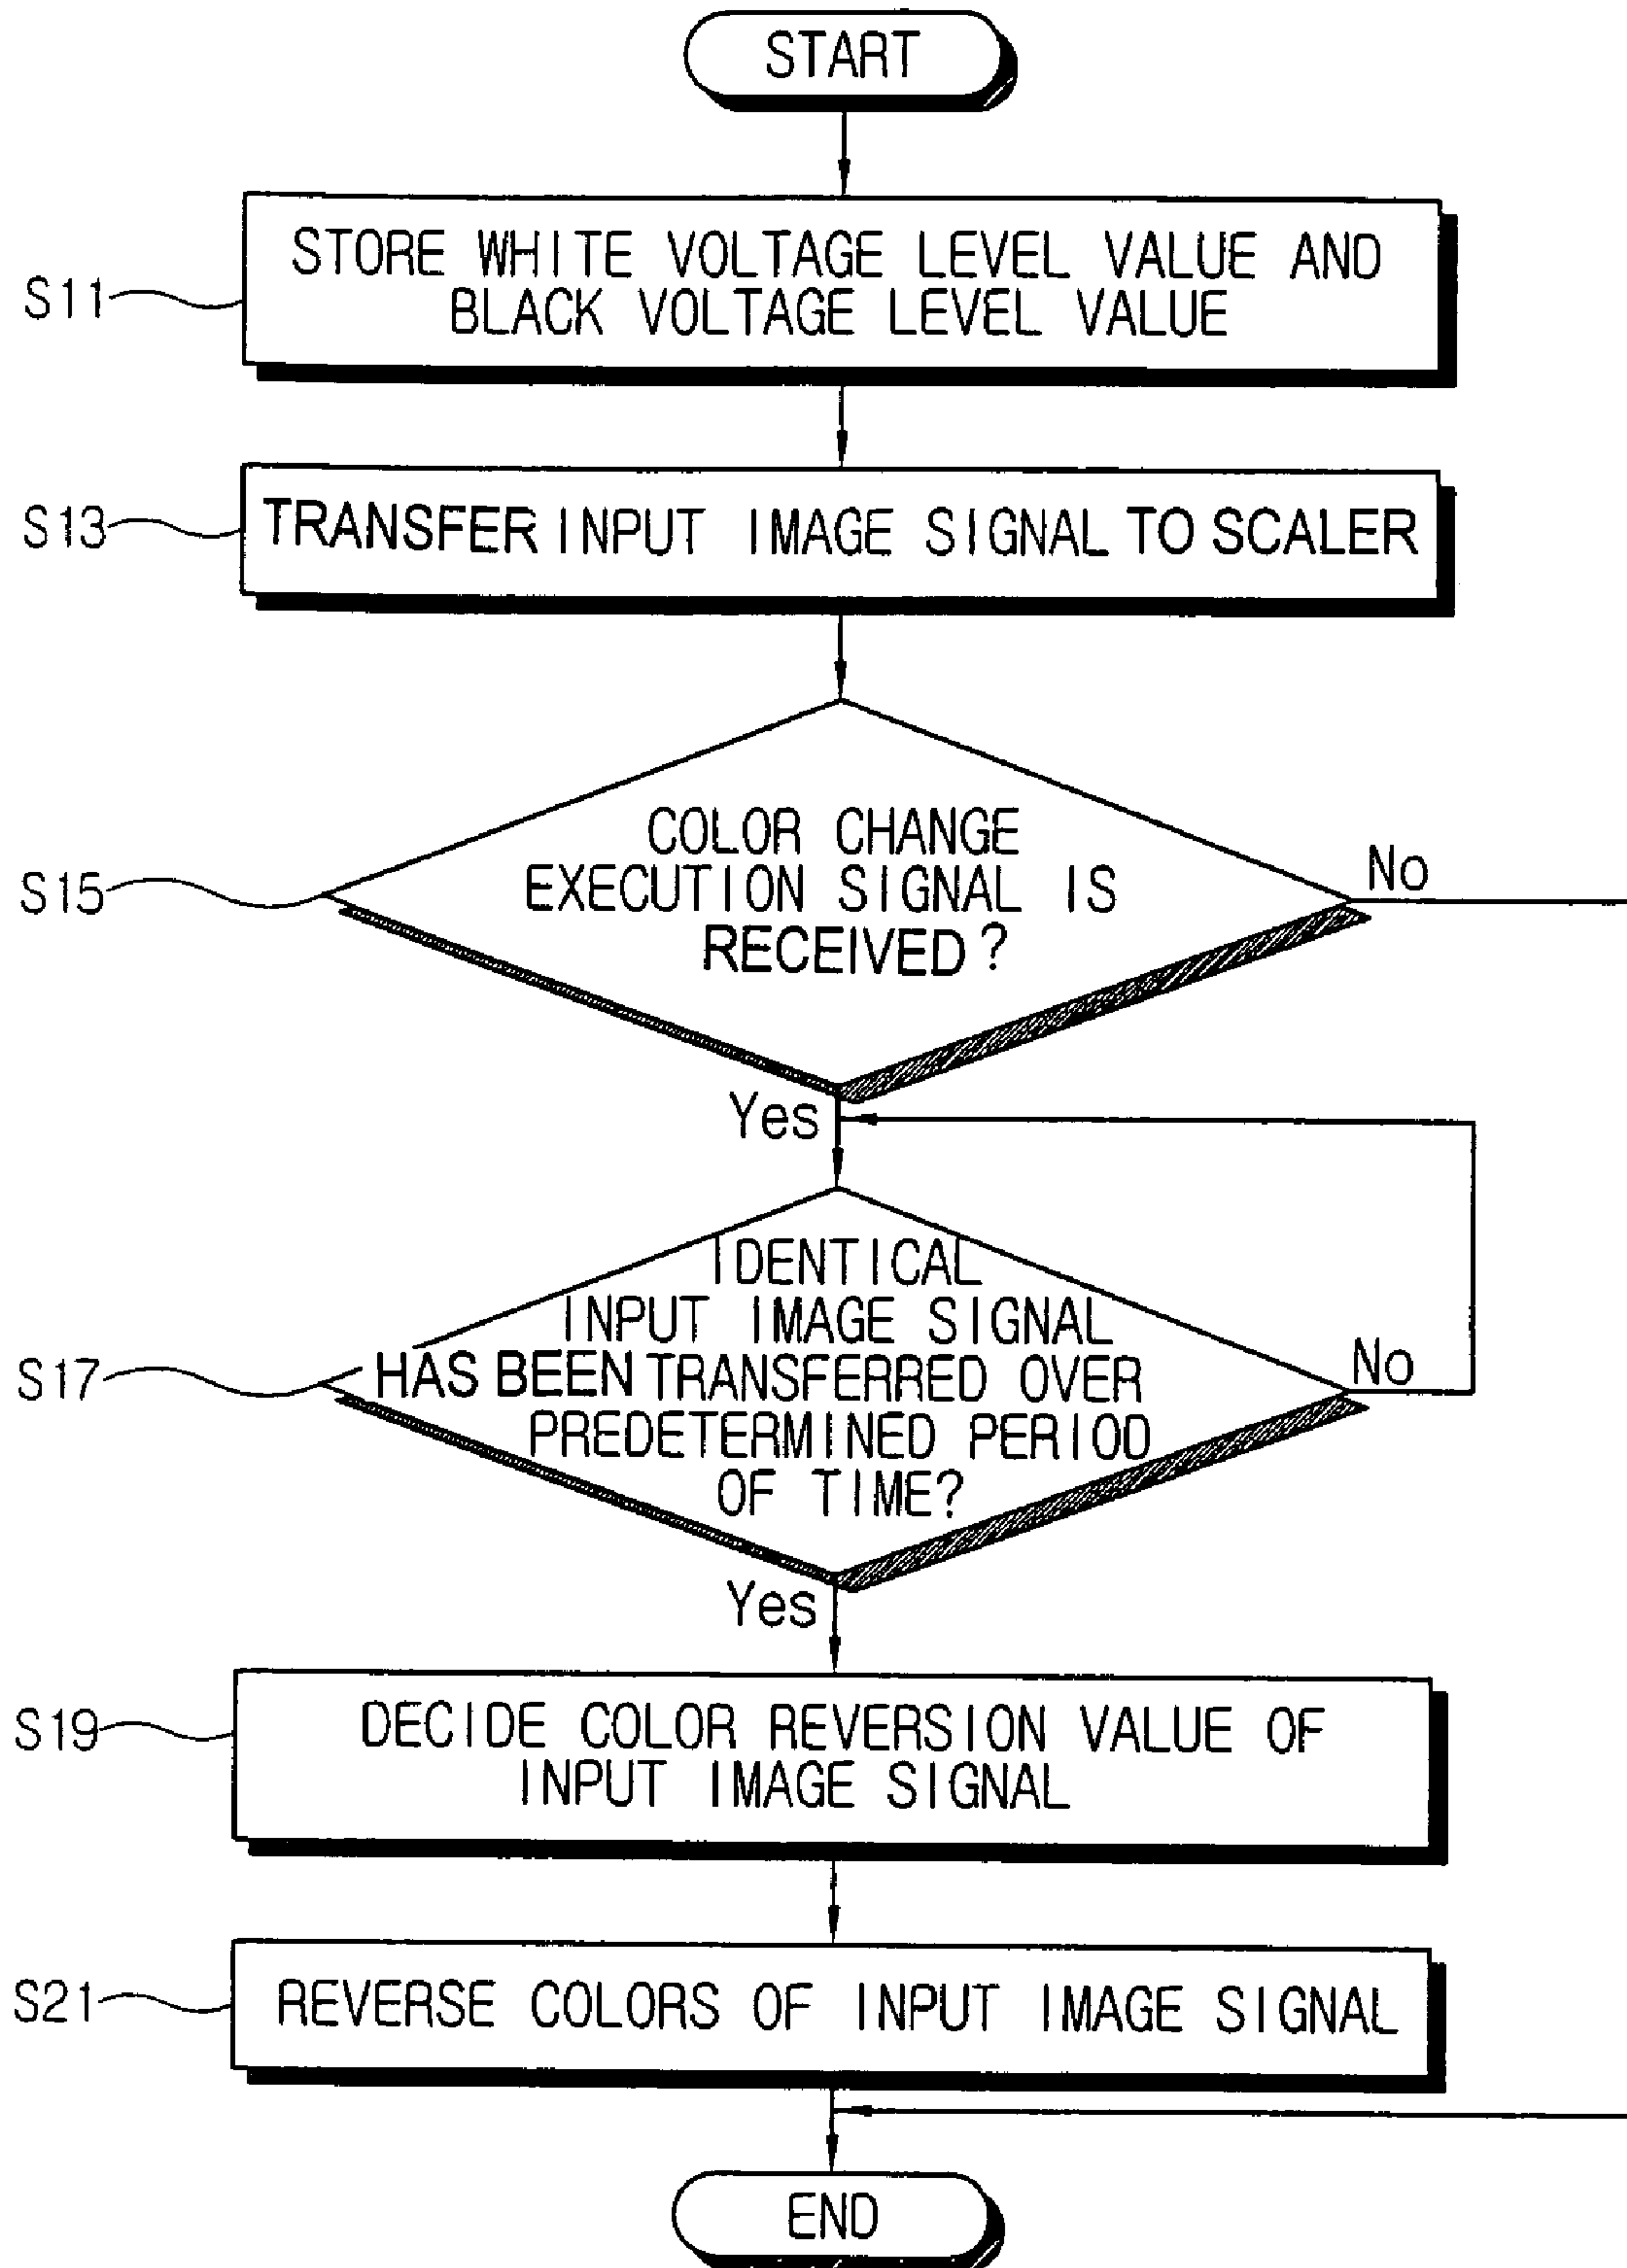 START
S11
STORE WHITE VOLTAGE LEVEL VALUE AND
BLACK VOLTAGE LEVEL VALUE
S13
TRANSFER INPUT IMAGE SIGNAL TO SCALER
S15
COLOR CHANGE
EXECUTION SIGNAL IS
RECEIVED?
No
Yes
S17
IDENTICAL
INPUT IMAGE SIGNAL
HAS BEEN TRANSFERRED OVER
PREDETERMINED PERIOD
OF TIME?
No
Yes
S19
DECIDE COLOR REVERSION VALUE OF
INPUT IMAGE SIGNAL
S21
REVERSE COLORS OF INPUT IMAGE SIGNAL
END